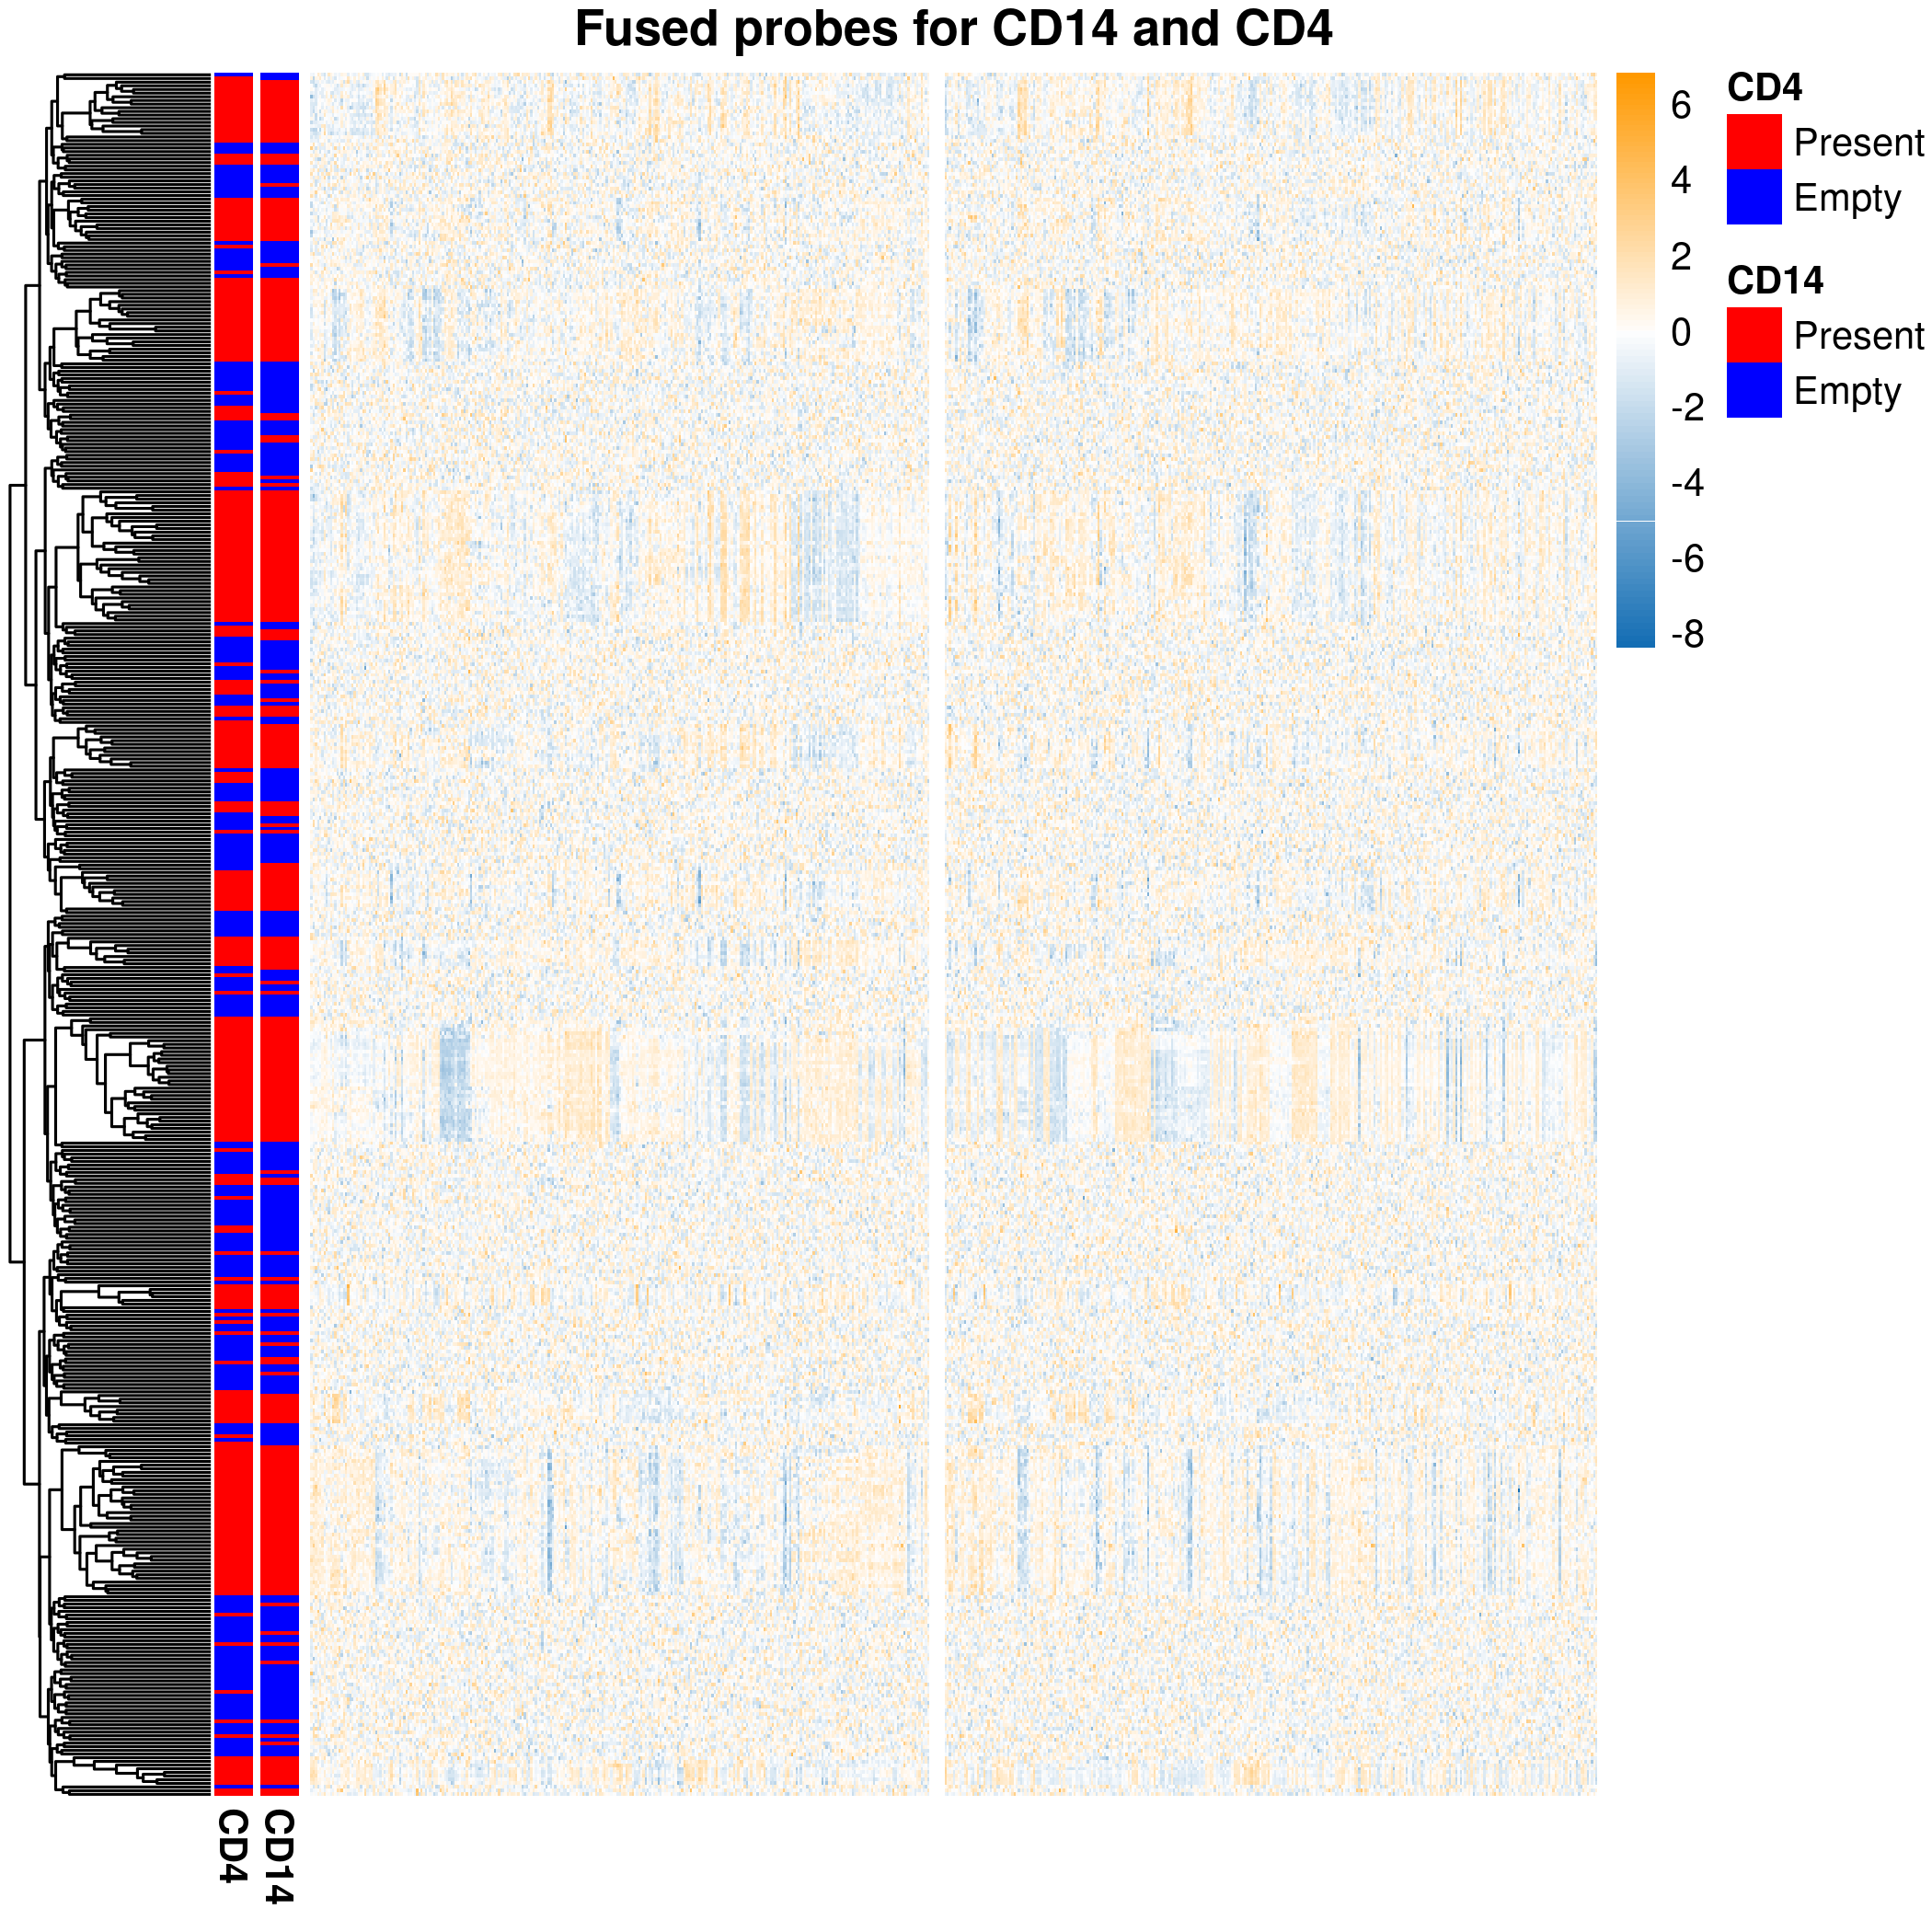 Fused probes for CD14 and CD4
6
4
2
0
-2
-4
-6
-8
CD4
Present
Empty
CD14
Present
Empty
CD4
CD14